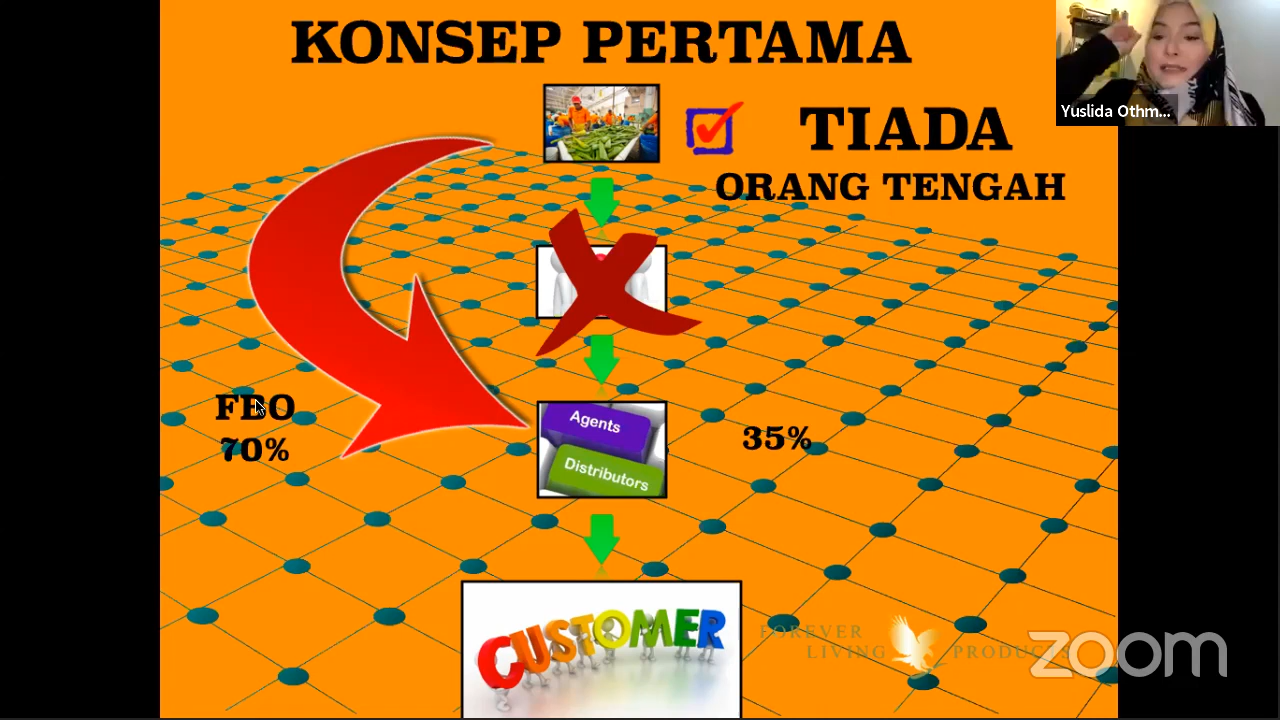 KONSEP PERTAMA
Yuslida Othm...
TIADA
ORANG TENGAH
FBO
70%
Agents
Distributors
35%
CUSTOMER
FOREVER
LIVING PRODUCTS
zoom